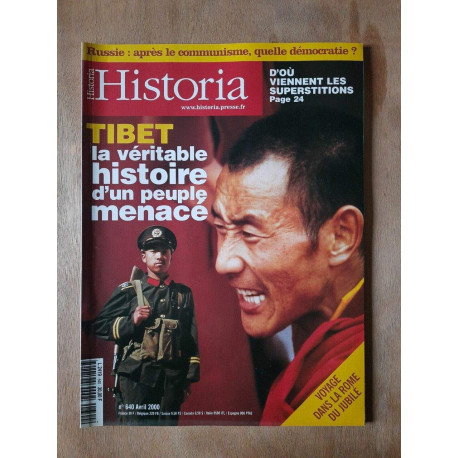 Russie : après le communisme, quelle démocratie ?
Historia
Historia
www.historia.presse.fr
D'OÙ
VIENNENT LES
SUPERSTITIONS
Page 24
TIBET
la véritable
histoire
d'un peuple
menacé
n° 640 Avril 2000
VOYAGE
DANS LA ROME
DU JUBILÉ